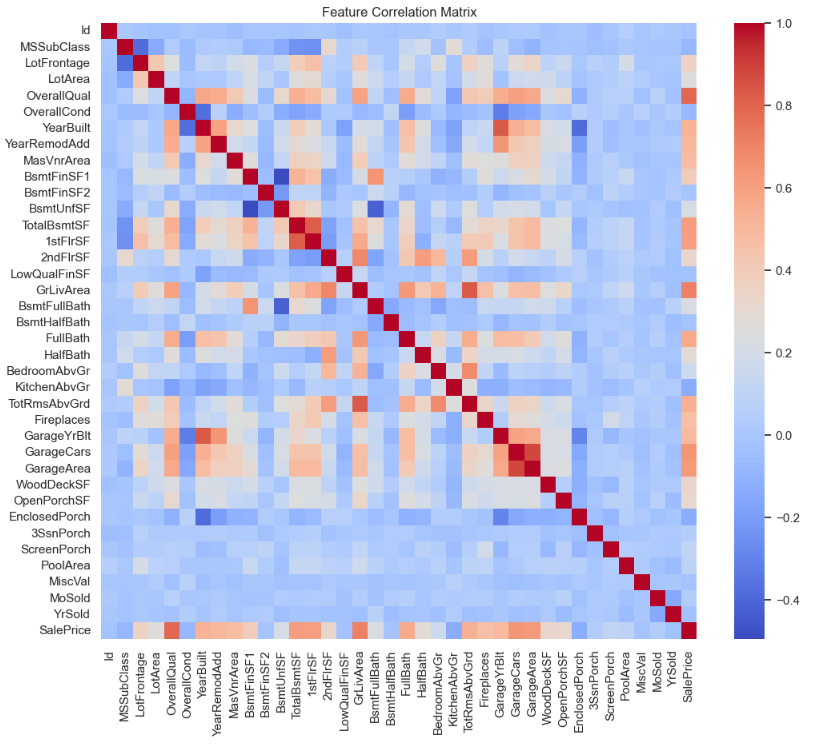 Feature Correlation Matrix
Id
MSSubClass
LotFrontage
LotArea
OverallQual
OverallCond
YearBuilt
YearRemodAdd
MasVnrArea
BsmtFinSF1
BsmtFinSF2
BsmtUnfSF
TotalBsmtSF
1stFlrSF
2ndFlrSF
LowQualFinSF
GrLivArea
BsmtFullBath
BsmtHalfBath
FullBath
HalfBath
BedroomAbvGr
KitchenAbvGr
TotRmsAbvGrd
Fireplaces
GarageYrBlt
GarageCars
GarageArea
WoodDeckSF
OpenPorchSF
EnclosedPorch
3SsnPorch
ScreenPorch
PoolArea
MiscVal
MoSold
YrSold
SalePrice
Id
MSSubClass
LotFrontage
LotArea
OverallQual
OverallCond
YearBuilt
YearRemodAdd
MasVnrArea
BsmtFinSF1
BsmtFinSF2
BsmtUnfSF
TotalBsmtSF
1stFlrSF
2ndFlrSF
LowQualFinSF
GrLivArea
BsmtFullBath
BsmtHalfBath
FullBath
HalfBath
BedroomAbvGr
KitchenAbvGr
TotRmsAbvGrd
Fireplaces
GarageYrBlt
GarageCars
GarageArea
WoodDeckSF
OpenPorchSF
EnclosedPorch
3SsnPorch
ScreenPorch
PoolArea
MiscVal
MoSold
YrSold
SalePrice
1.0
0.8
0.6
0.4
0.2
0.0
−0.2
−0.4